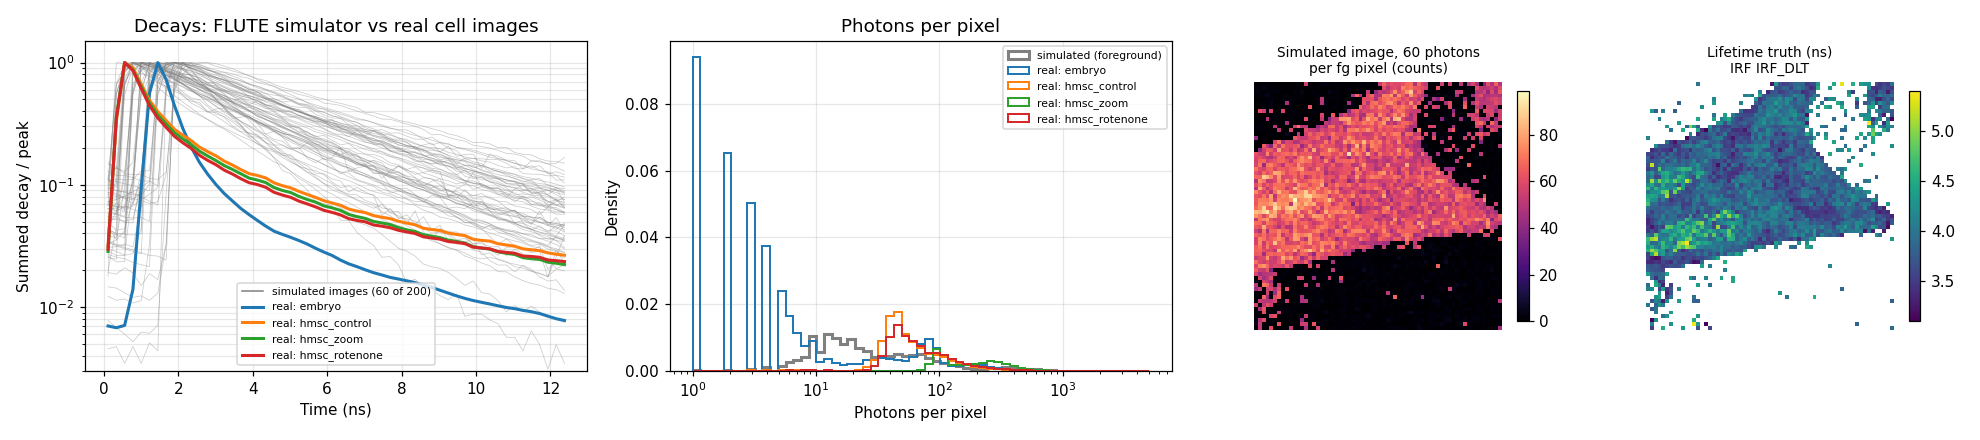 Decays: FLUTE simulator vs real cell images
Summed decay / peak
10⁰
10⁻¹
10⁻²
simulated images (60 of 200)
real: embryo
real: hmsc_control
real: hmsc_zoom
real: hmsc_rotenone
0 2 4 6 8 10 12
Time (ns)
Photons per pixel
Density
0.08
0.06
0.04
0.02
0.00
simulated (foreground)
real: embryo
real: hmsc_control
real: hmsc_zoom
real: hmsc_rotenone
10⁰ 10¹ 10² 10³
Photons per pixel
Simulated image, 60 photons
per fg pixel (counts)
80
60
40
20
0
Lifetime truth (ns)
IRF IRF_DLT
5.0
4.5
4.0
3.5